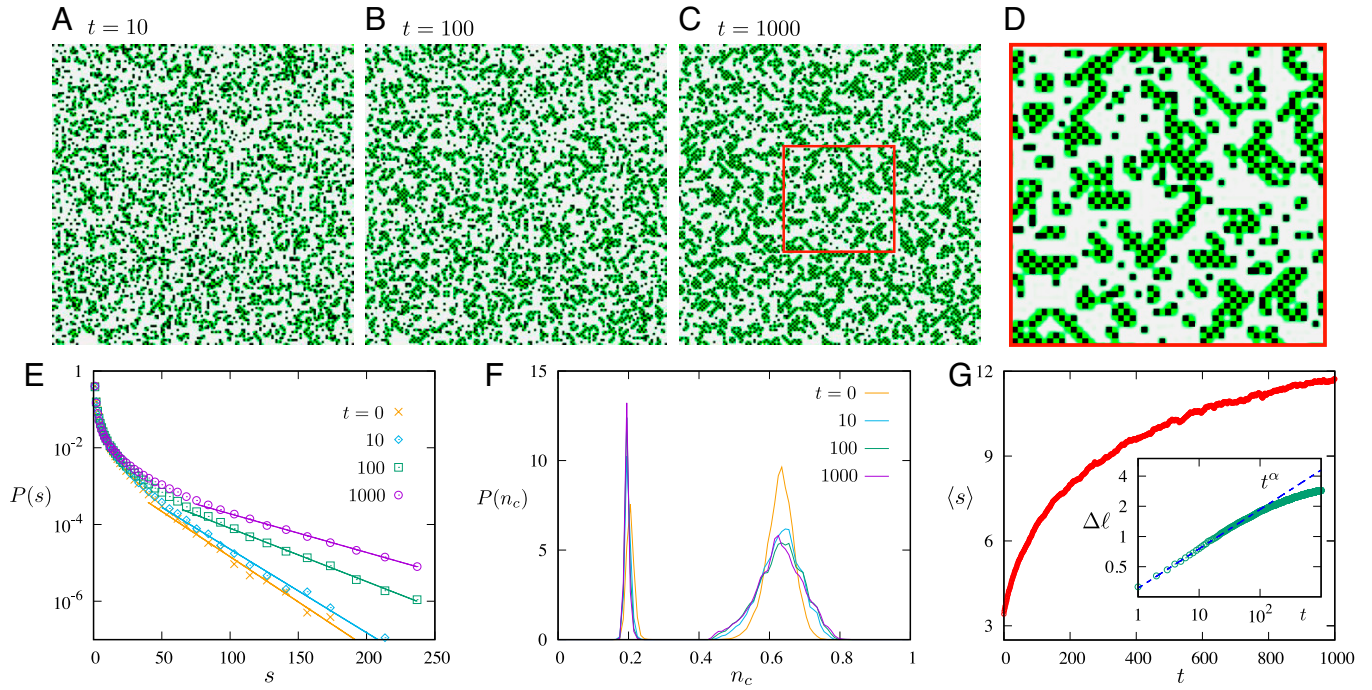 A t = 10
B t = 100
C t = 1000
D
E
1
10⁻²
10⁻⁴
10⁻⁶
P(s)
t = 0
10
100
1000
0 50 100 150 200 250
s
F
15
10
5
0
P(n_c)
t = 0
10
100
1000
0 0.2 0.4 0.6 0.8 1
n_c
G
12
9
6
3
⟨s⟩
4
2
1
0.5
Δℓ
t^α
1 10 10² t
0 200 400 600 800 1000
t